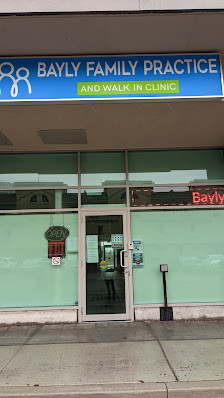 BAYLY FAMILY PRACTICE
AND WALK IN CLINIC
OPEN
Bayly